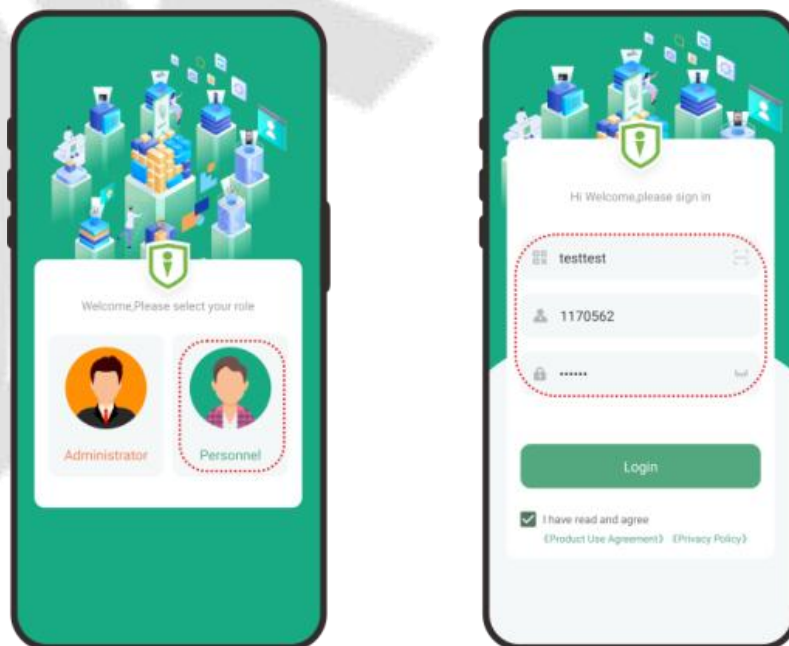 Welcome,Please select your role
Administrator
Personnel
Hi Welcome,please sign in
testtest
1170562
••••••
Login
I have read and agree
《Product Use Agreement》 《Privacy Policy》